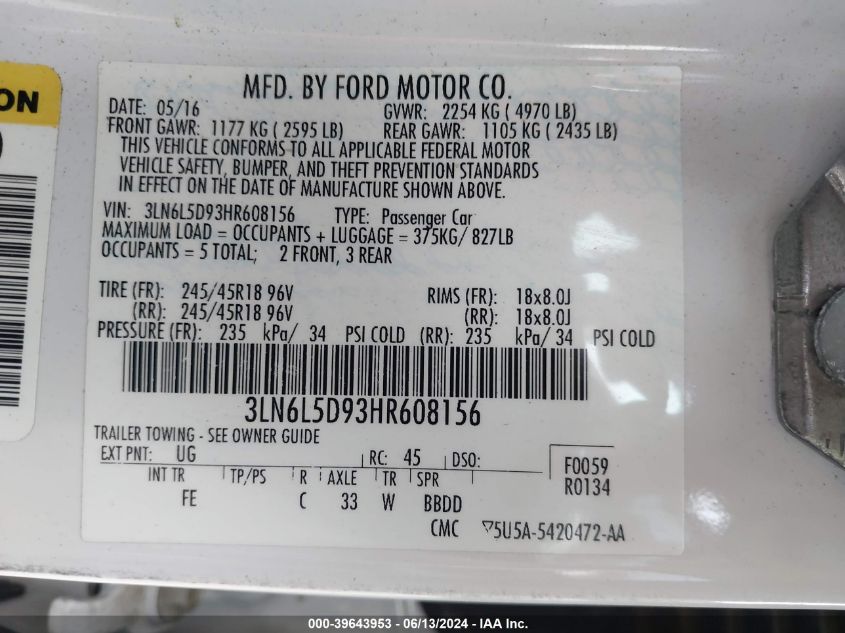 ON
MFD. BY FORD MOTOR CO.
DATE: 05/16 GVWR: 2254 KG ( 4970 LB)
FRONT GAWR: 1177 KG ( 2595 LB) REAR GAWR: 1105 KG ( 2435 LB)
THIS VEHICLE CONFORMS TO ALL APPLICABLE FEDERAL MOTOR
VEHICLE SAFETY, BUMPER, AND THEFT PREVENTION STANDARDS
IN EFFECT ON THE DATE OF MANUFACTURE SHOWN ABOVE.
VIN: 3LN6L5D93HR608156 TYPE: Passenger Car
MAXIMUM LOAD = OCCUPANTS + LUGGAGE = 375KG/ 827LB
OCCUPANTS = 5 TOTAL; 2 FRONT, 3 REAR
TIRE (FR): 245/45R18 96V RIMS (FR): 18x8.0J
(RR): 245/45R18 96V (RR): 18x8.0J
PRESSURE (FR): 235 kPa/ 34 PSI COLD (RR): 235 kPa/ 34 PSI COLD
3LN6L5D93HR608156
TRAILER TOWING - SEE OWNER GUIDE
EXT PNT: UG RC: 45 DSO: F0059
INT TR TP/PS R AXLE TR SPR R0134
FE C 33 W BBDD
CMC ▽5U5A-5420472-AA
000-39643953 - 06/13/2024 - IAA Inc.